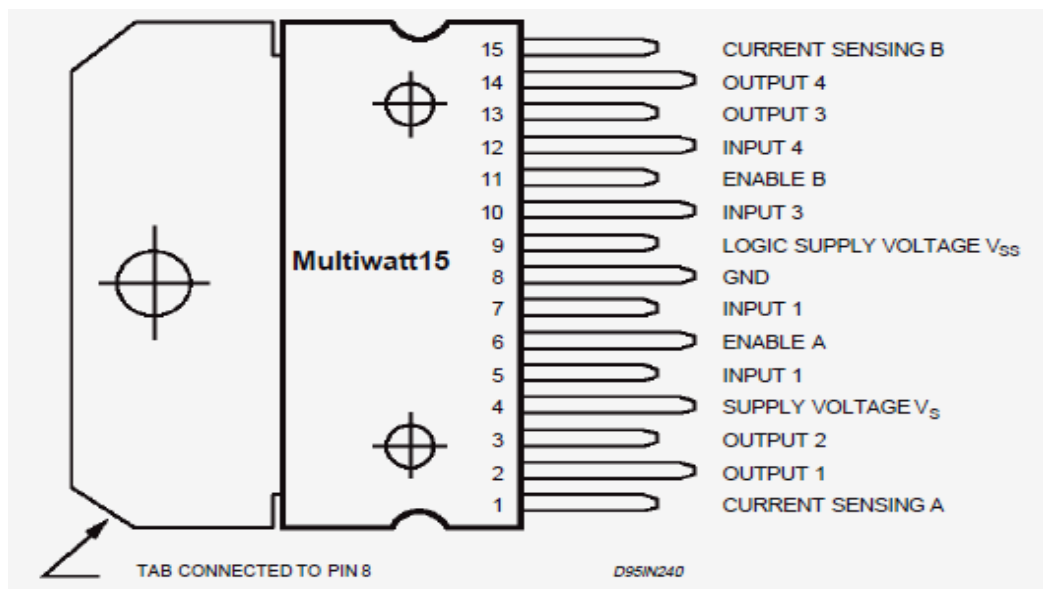 15 CURRENT SENSING B
14 OUTPUT 4
13 OUTPUT 3
12 INPUT 4
11 ENABLE B
10 INPUT 3
9 LOGIC SUPPLY VOLTAGE VSS
Multiwatt15
8 GND
7 INPUT 1
6 ENABLE A
5 INPUT 1
4 SUPPLY VOLTAGE VS
3 OUTPUT 2
2 OUTPUT 1
1 CURRENT SENSING A
TAB CONNECTED TO PIN 8
D95IN240